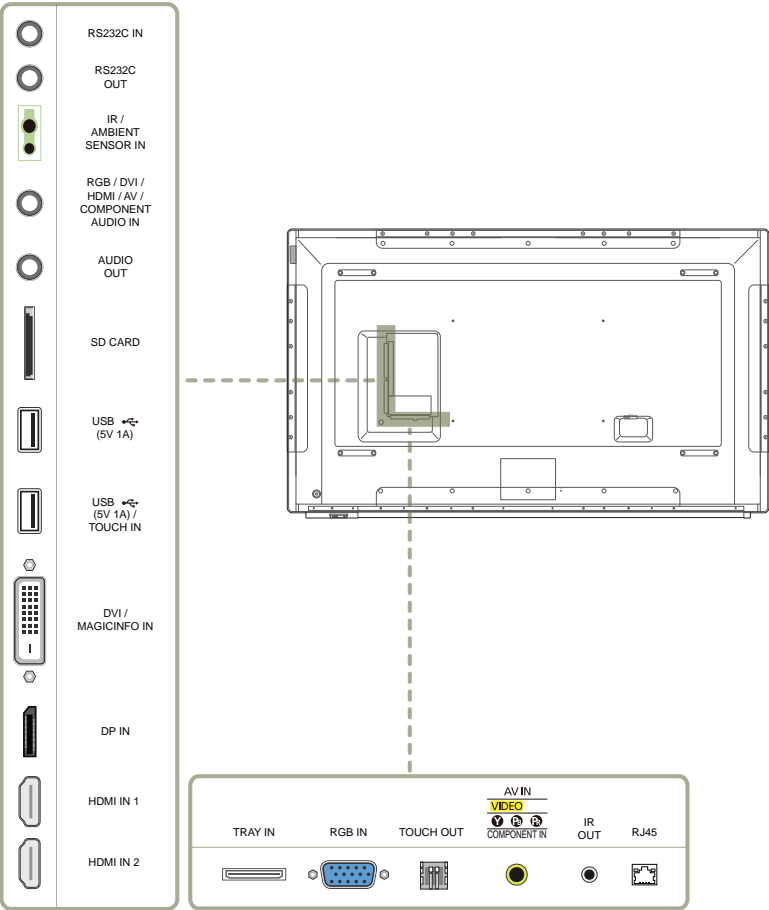 RS232C IN
RS232C
OUT
IR /
AMBIENT
SENSOR IN
RGB / DVI /
HDMI / AV /
COMPONENT
AUDIO IN
AUDIO
OUT
SD CARD
USB
(5V 1A)
USB
(5V 1A) /
TOUCH IN
DVI /
MAGICINFO IN
DP IN
HDMI IN 1
HDMI IN 2
TRAY IN
RGB IN
TOUCH OUT
AV IN
VIDEO
Y PB PR
COMPONENT IN
IR
OUT
RJ45